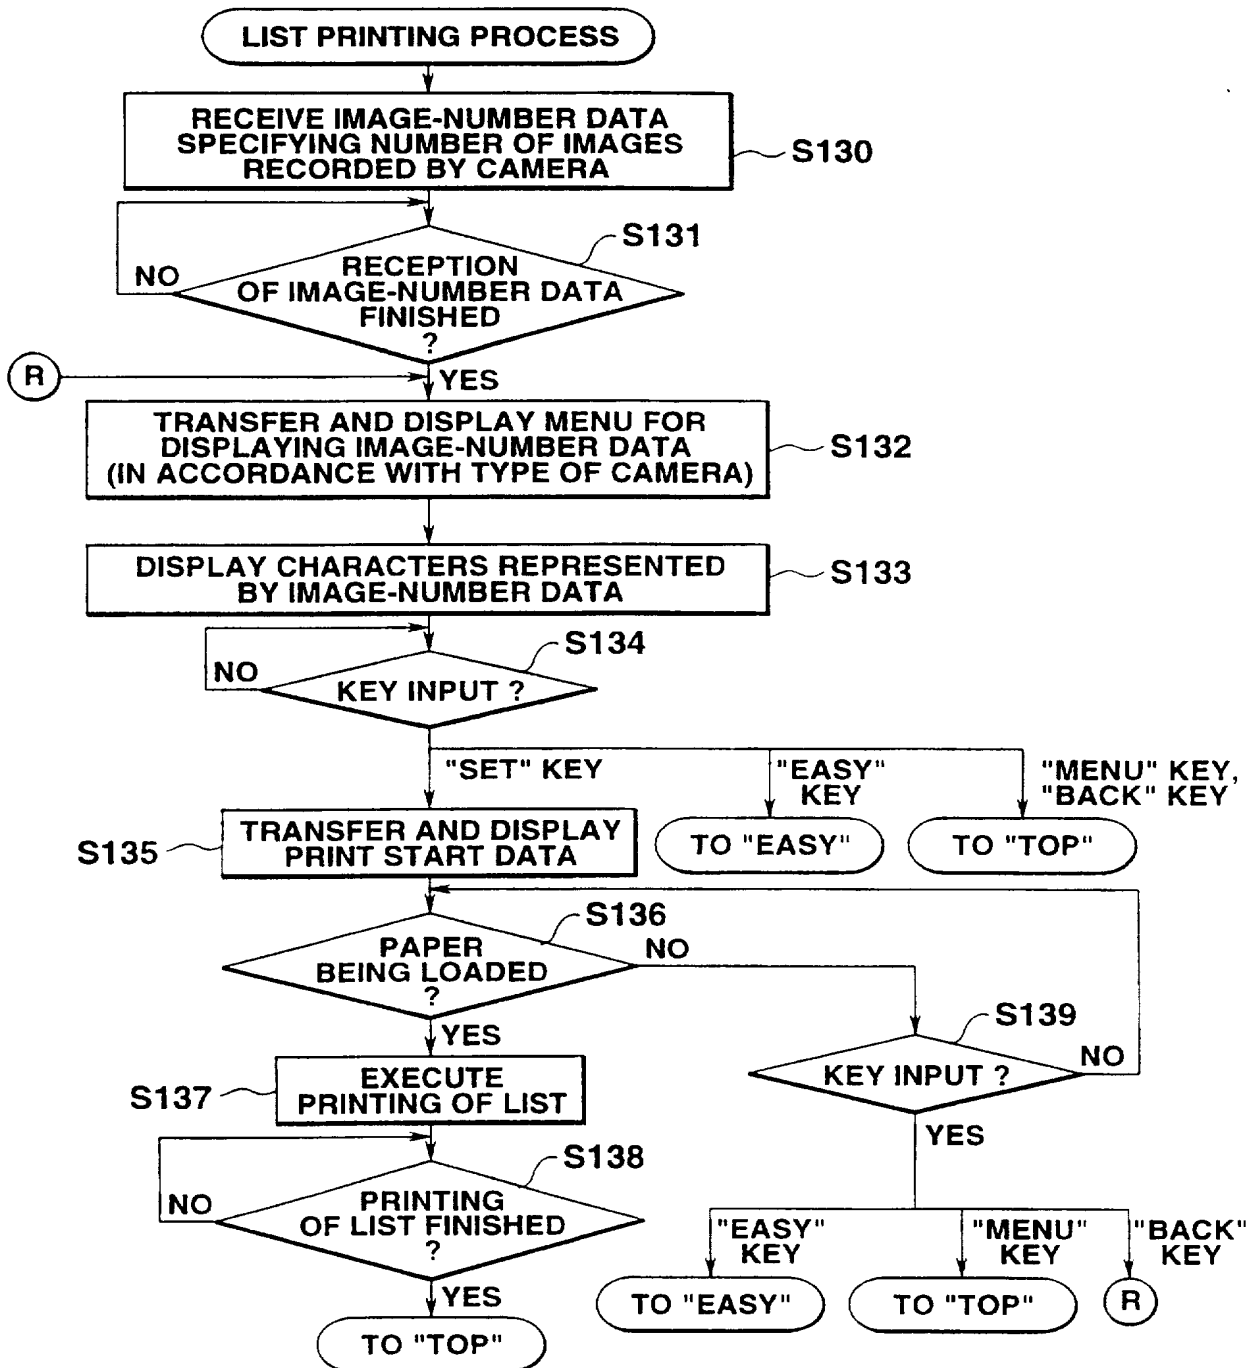 LIST PRINTING PROCESS
RECEIVE IMAGE-NUMBER DATA
SPECIFYING NUMBER OF IMAGES
RECORDED BY CAMERA
S130
S131
RECEPTION
OF IMAGE-NUMBER DATA
FINISHED
?
NO
R
YES
TRANSFER AND DISPLAY MENU FOR
DISPLAYING IMAGE-NUMBER DATA
(IN ACCORDANCE WITH TYPE OF CAMERA)
S132
DISPLAY CHARACTERS REPRESENTED
BY IMAGE-NUMBER DATA
S133
S134
NO
KEY INPUT ?
"SET" KEY
"EASY"
KEY
"MENU" KEY,
"BACK" KEY
TO "EASY"
TO "TOP"
S135
TRANSFER AND DISPLAY
PRINT START DATA
S136
PAPER
BEING LOADED
?
NO
YES
S139
KEY INPUT ?
NO
YES
S137
EXECUTE
PRINTING OF LIST
S138
NO
PRINTING
OF LIST FINISHED
?
YES
TO "TOP"
"EASY"
KEY
"MENU"
KEY
"BACK"
KEY
TO "EASY"
TO "TOP"
R